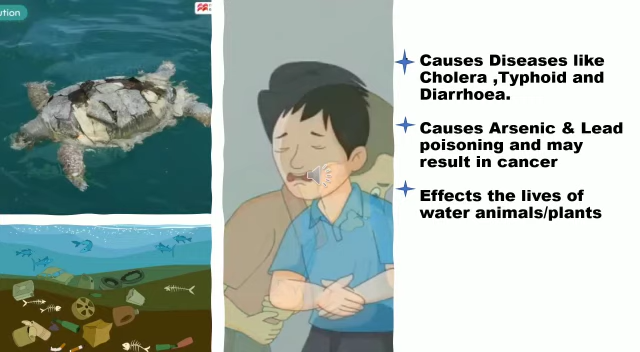 ution
Causes Diseases like
Cholera ,Typhoid and
Diarrhoea.
Causes Arsenic & Lead
poisoning and may
result in cancer
Effects the lives of
water animals/plants